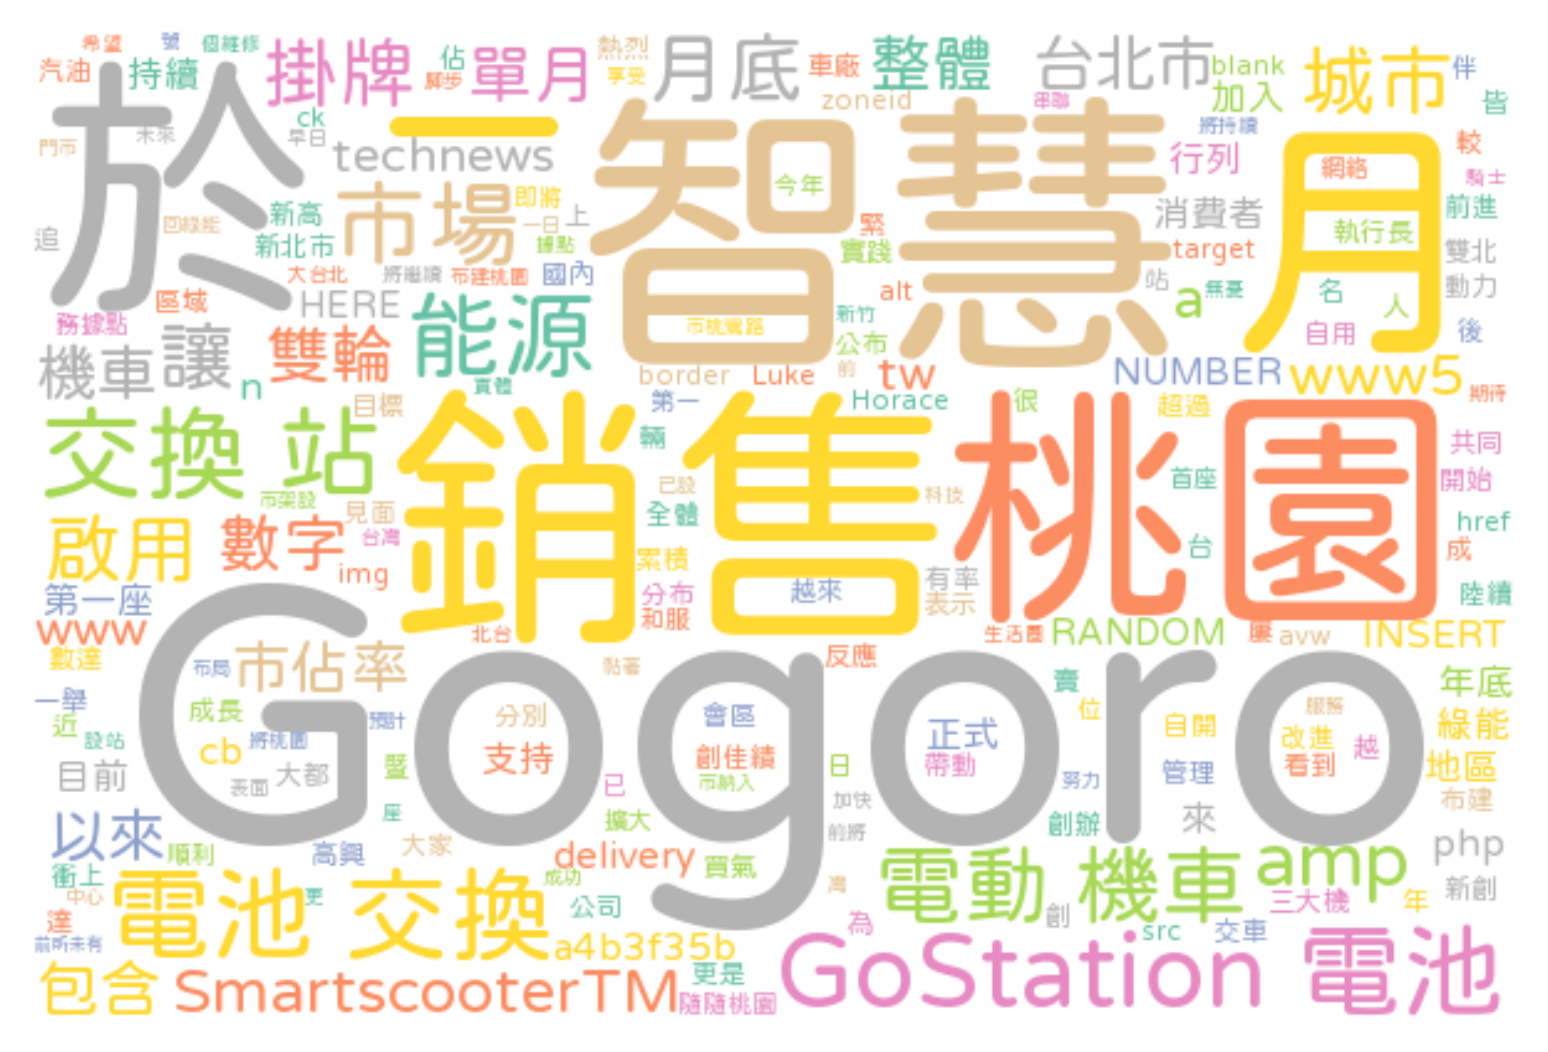 希望 號 個維修 掛牌 佔 單月 熱烈 月底 車廠 整體 台北市 blank 城市 伴
汽油 持續 腳步 享受 zoneid 串聯 加入 皆
於 ck 一 智慧 將持續 月 較
門市 未來 早日 technews 今年 行列 網絡 騎士
新高 市場 即將 上 緊 消費者 前進
追 回綠能 新北市 一日 據點 實踐 target 執行長 雙北
大台北 將繼續 布建桃園 國內 alt 站 無憂 名 動力
區域 HERE 能源 新竹 a 人
務據點 讓 雙輪 市桃鶯路 公布 自用 後
機車 n 實體 border Luke 前 tw NUMBER www5
目標 第一 Horace 很 超過 期待
交換 站 銷售 輛 桃園 共同
市架設 已設 科技 首座 開始
啟用 數字 見面 全體 href
台灣 img 累積 台 成
第一座 分布 越來 有率 陸續
www 北台 和服 表示 生活圈 RANDOM 屢 avw INSERT
數達 布局 市佔率 黏著 反應 年底
一舉 Gogoro 賣 服務
近 成長 預計 分別 會區 正式 位 自開 改進 越 綠能
設站 cb 將桃園 支持 創佳績 帶動 看到 地區
目前 表面 大都 暨 已 市納入 日 努力 管理 布建
座 擴大 加快 創辦 來
以來 順利 高興 大家 delivery 買氣 前將 php
衝上 電池 交換 成功 電動 機車 amp 新創
中心 更 灣 三大機 年
達 公司 為 創 src 交車
前所未有 a4b3f35b
包含 SmartscooterTM 更是 GoStation 電池
隨隨桃園